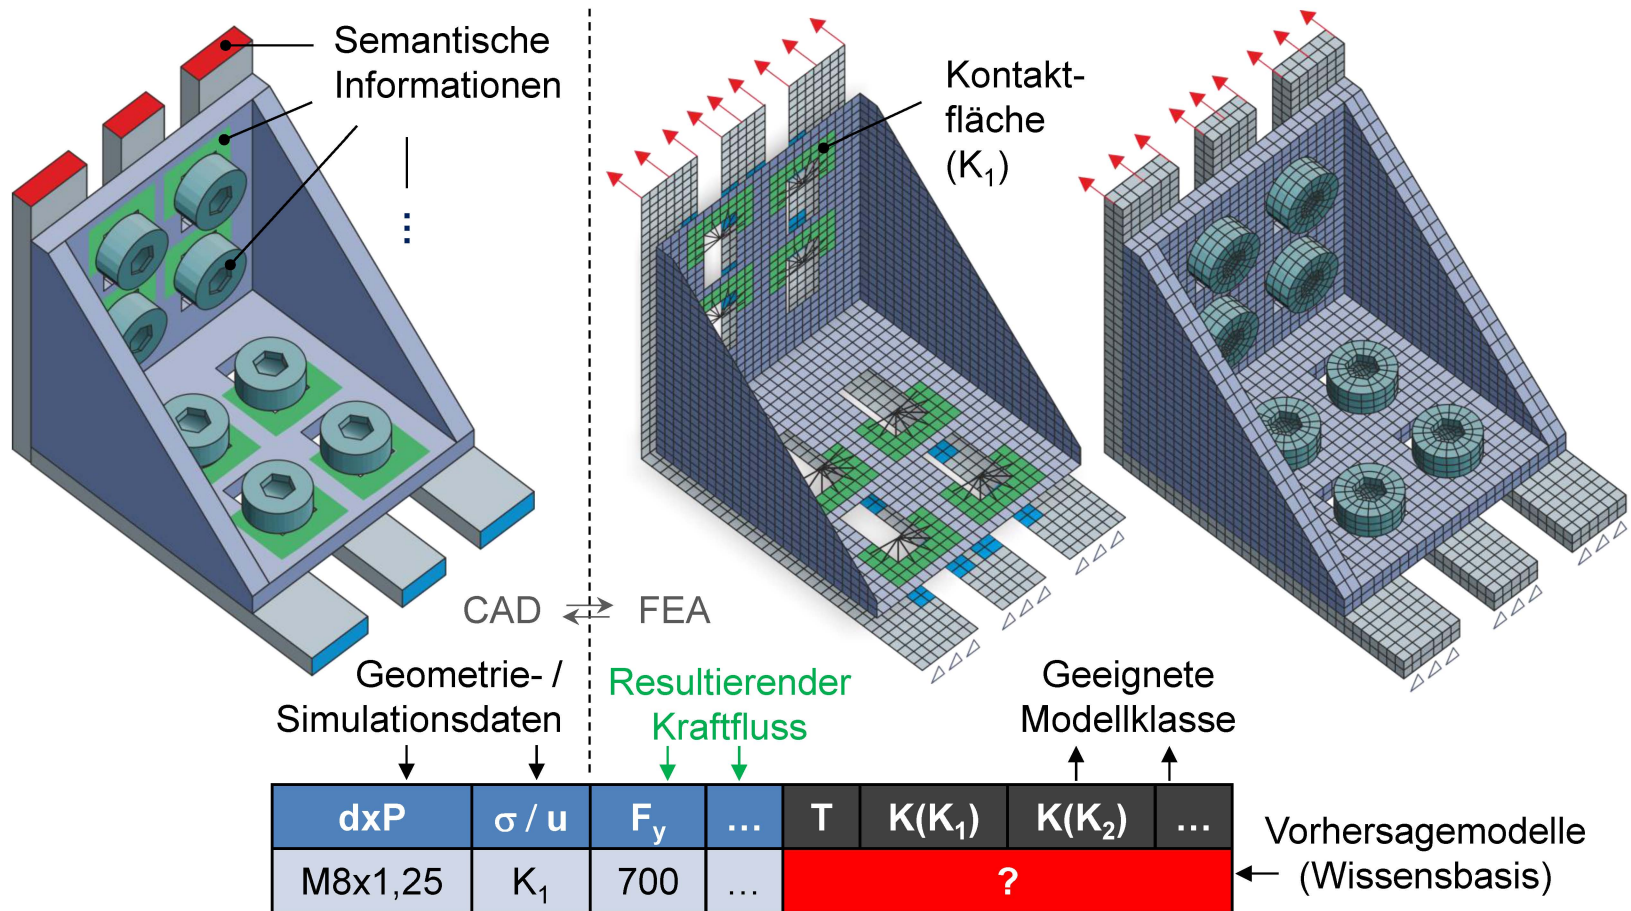 Semantische
Informationen
...
Kontakt-
fläche
(K₁)
CAD ⇌ FEA
Geometrie- /
Simulationsdaten
Resultierender
Kraftfluss
Geeignete
Modellklasse
dxP σ / u Fy ... T K(K₁) K(K₂) ...
M8x1,25 K₁ 700 ... ?
Vorhersagemodelle
(Wissensbasis)